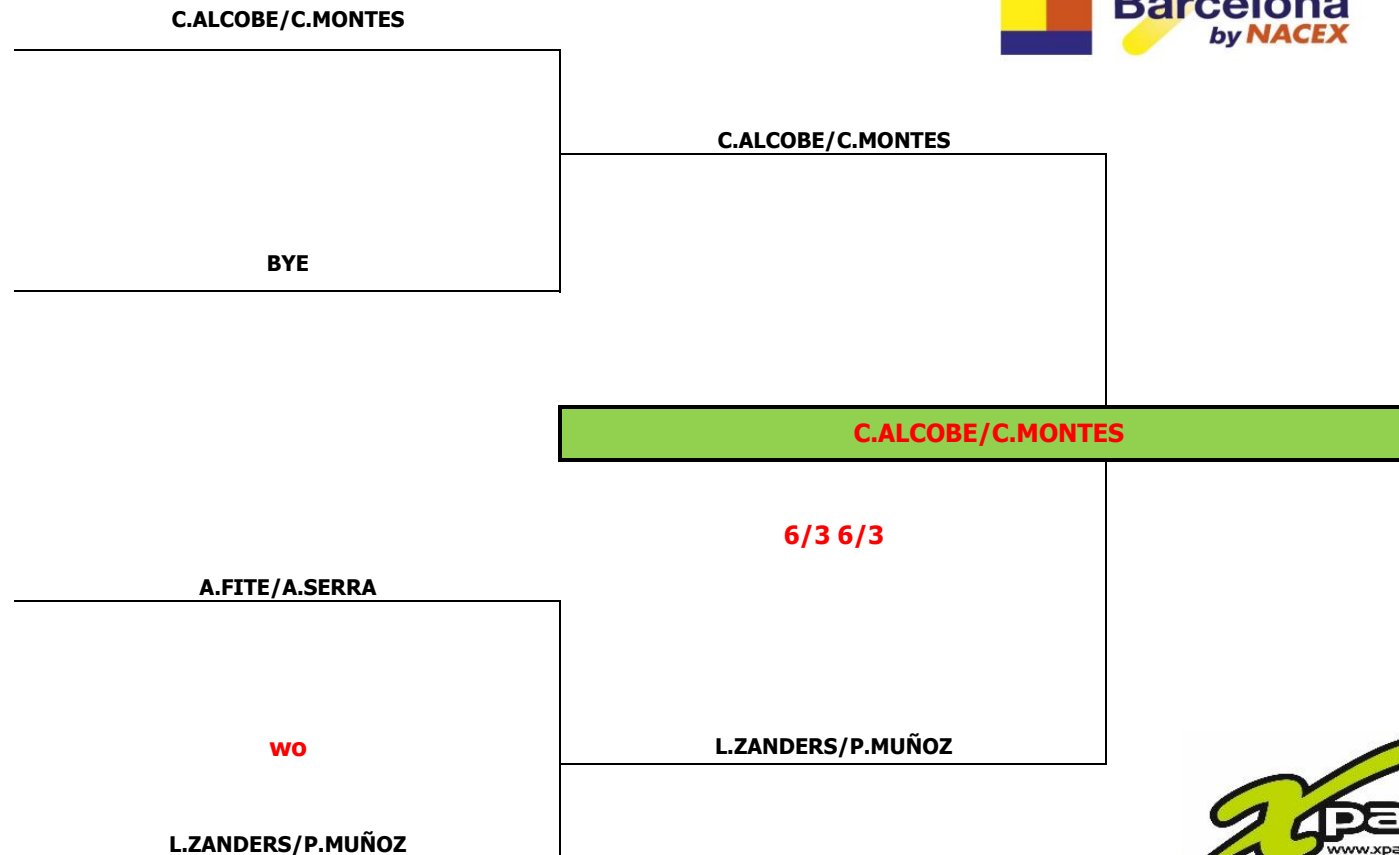 Barcelona
by NACEX
C.ALCOBE/C.MONTES
C.ALCOBE/C.MONTES
BYE
C.ALCOBE/C.MONTES
6/3 6/3
A.FITE/A.SERRA
wo
L.ZANDERS/P.MUÑOZ
L.ZANDERS/P.MUÑOZ